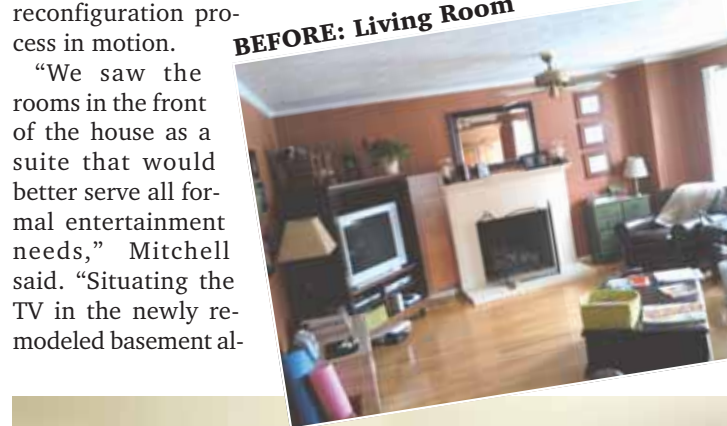 reconfiguration pro-
cess in motion.
“We saw the
rooms in the front
of the house as a
suite that would
better serve all for-
mal entertainment
needs,” Mitchell
said. “Situating the
TV in the newly re-
modeled basement al-
BEFORE: Living Room